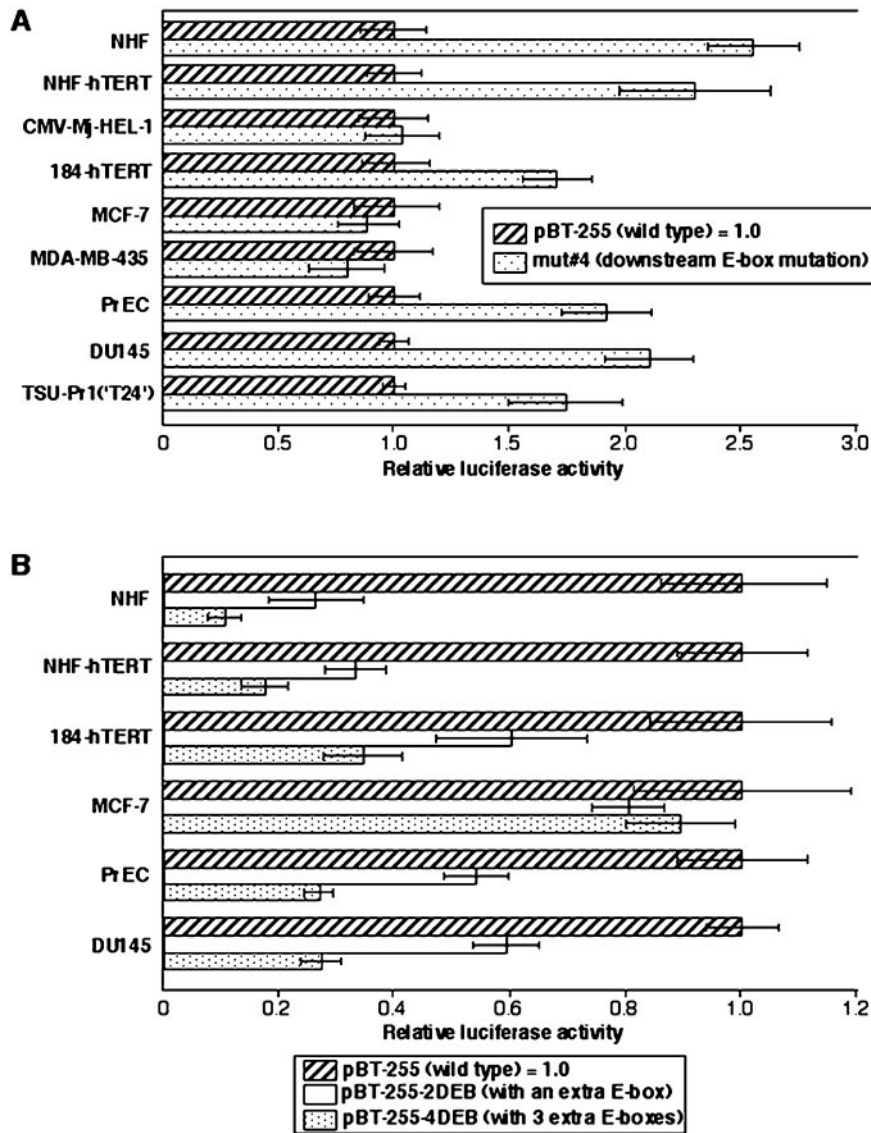 A
NHF
NHF-hTERT
CMV-Mj-HEL-1
184-hTERT
MCF-7
MDA-MB-435
PrEC
DU145
TSU-Pr1('T24')
pBT-255 (wild type) = 1.0
mut#4 (downstream E-box mutation)
0 0.5 1.0 1.5 2.0 2.5 3.0
Relative luciferase activity
B
NHF
NHF-hTERT
184-hTERT
MCF-7
PrEC
DU145
0 0.2 0.4 0.6 0.8 1.0 1.2
Relative luciferase activity
pBT-255 (wild type) = 1.0
pBT-255-2DEB (with an extra E-box)
pBT-255-4DEB (with 3 extra E-boxes)